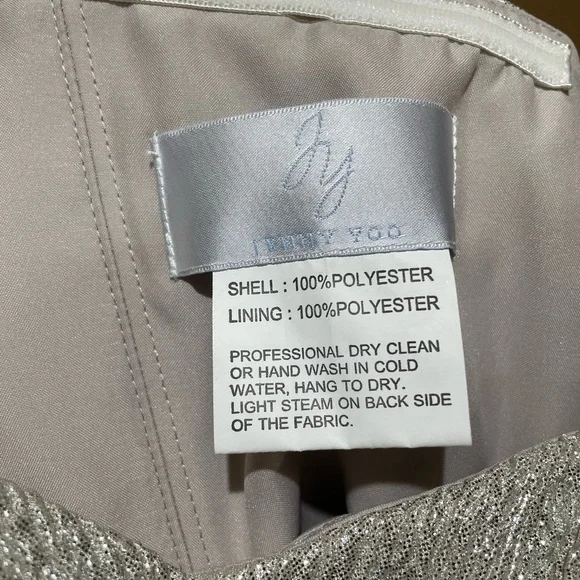 JY
JENNY YOO
SHELL : 100%POLYESTER
LINING : 100%POLYESTER
PROFESSIONAL DRY CLEAN
OR HAND WASH IN COLD
WATER, HANG TO DRY.
LIGHT STEAM ON BACK SIDE
OF THE FABRIC.